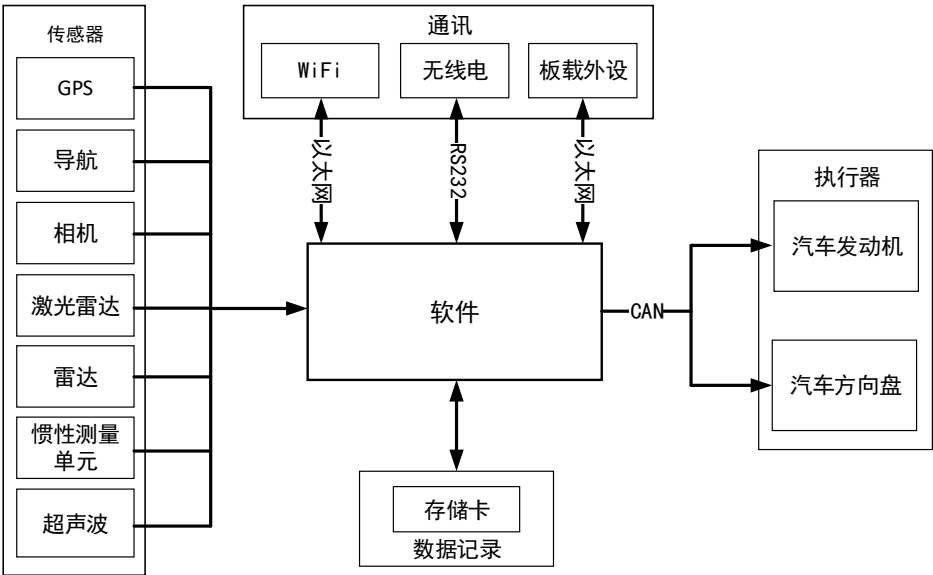 传感器
GPS
导航
相机
激光雷达
雷达
惯性测量
单元
超声波
通讯
WiFi
无线电
板载外设
以太网
RS232
以太网
软件
CAN
执行器
汽车发动机
汽车方向盘
存储卡
数据记录